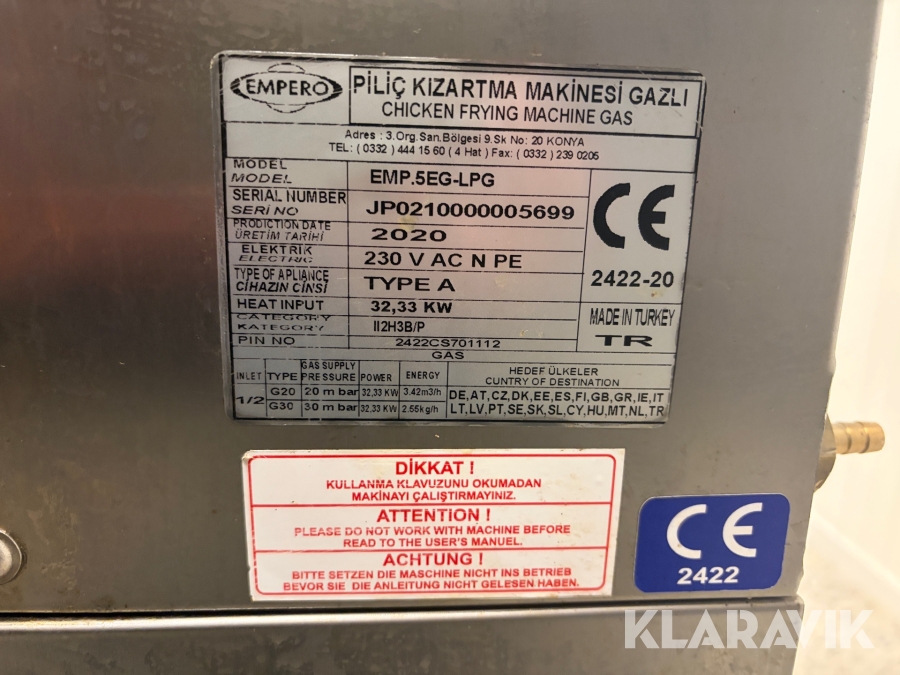 EMPERO
PİLİÇ KIZARTMA MAKİNESİ GAZLI
CHICKEN FRYING MACHINE GAS
Adres : 3.Org.San.Bölgesi 9.Sk No: 20 KONYA
TEL: ( 0332 ) 444 15 60 ( 4 Hat ) Fax: ( 0332 ) 239 0206
MODEL
MODEL
EMP.5EG-LPG
SERIAL NUMBER
SERİ NO
JP0210000005699
PRODICTION DATE
ÜRETİM TARİHİ
2020
ELEKTRİK
ELECTRIC
230 V AC N PE
TYPE OF APLIANCE
CİHAZIN CİNSİ
TYPE A
HEAT INPUT
32,33 KW
CATEGORY
KATEGORY
II2H3B/P
PIN NO
2422CS701112
CE
2422-20
MADE IN TURKEY
TR
GAS
INLET TYPE GAS SUPPLY PRESSURE POWER ENERGY
1/2
G20 20 m bar 32,33 KW 3.42m3/h
G30 30 m bar 32,33 KW 2.55kg/h
HEDEF ÜLKELER
CUNTRY OF DESTINATION
DE,AT,CZ,DK,EE,ES,FI,GB,GR,IE,IT
LT,LV,PT,SE,SK,SL,CY,HU,MT,NL,TR
DİKKAT !
KULLANMA KLAVUZUNU OKUMADAN
MAKİNAYI ÇALIŞTIRMAYINIZ.
ATTENTION !
PLEASE DO NOT WORK WITH MACHINE BEFORE
READ TO THE USER'S MANUEL.
ACHTUNG !
BITTE SETZEN DIE MASCHINE NICHT INS BETRIEB
BEVOR SIE DIE ANLEITUNG NICHT GELESEN HABEN.
CE
2422
KLARAVIK